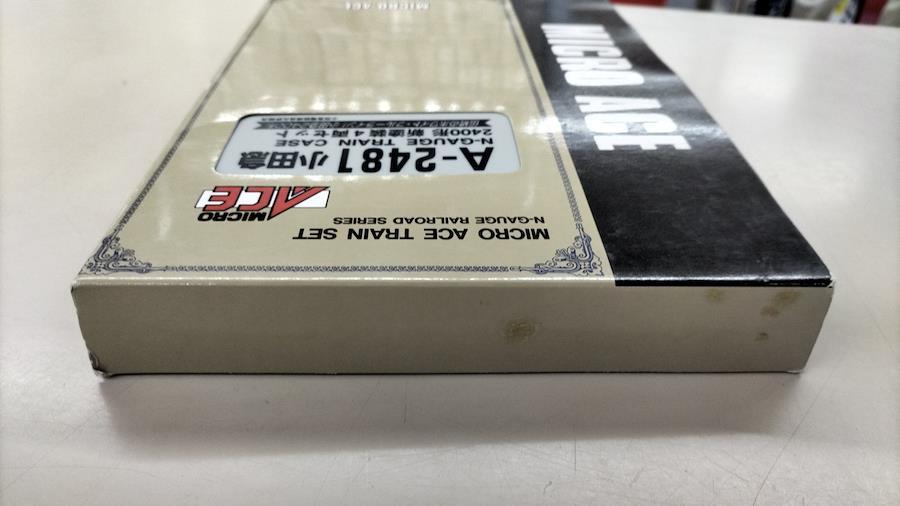 MICRO ACE TRAIN SET
N-GAUGE RAILROAD SERIES
MICRO
ACE
A-2481 小田急
N-GAUGE TRAIN CASE
2400形 新塗装 4両セット
MICRO ACE
MICRO ACE